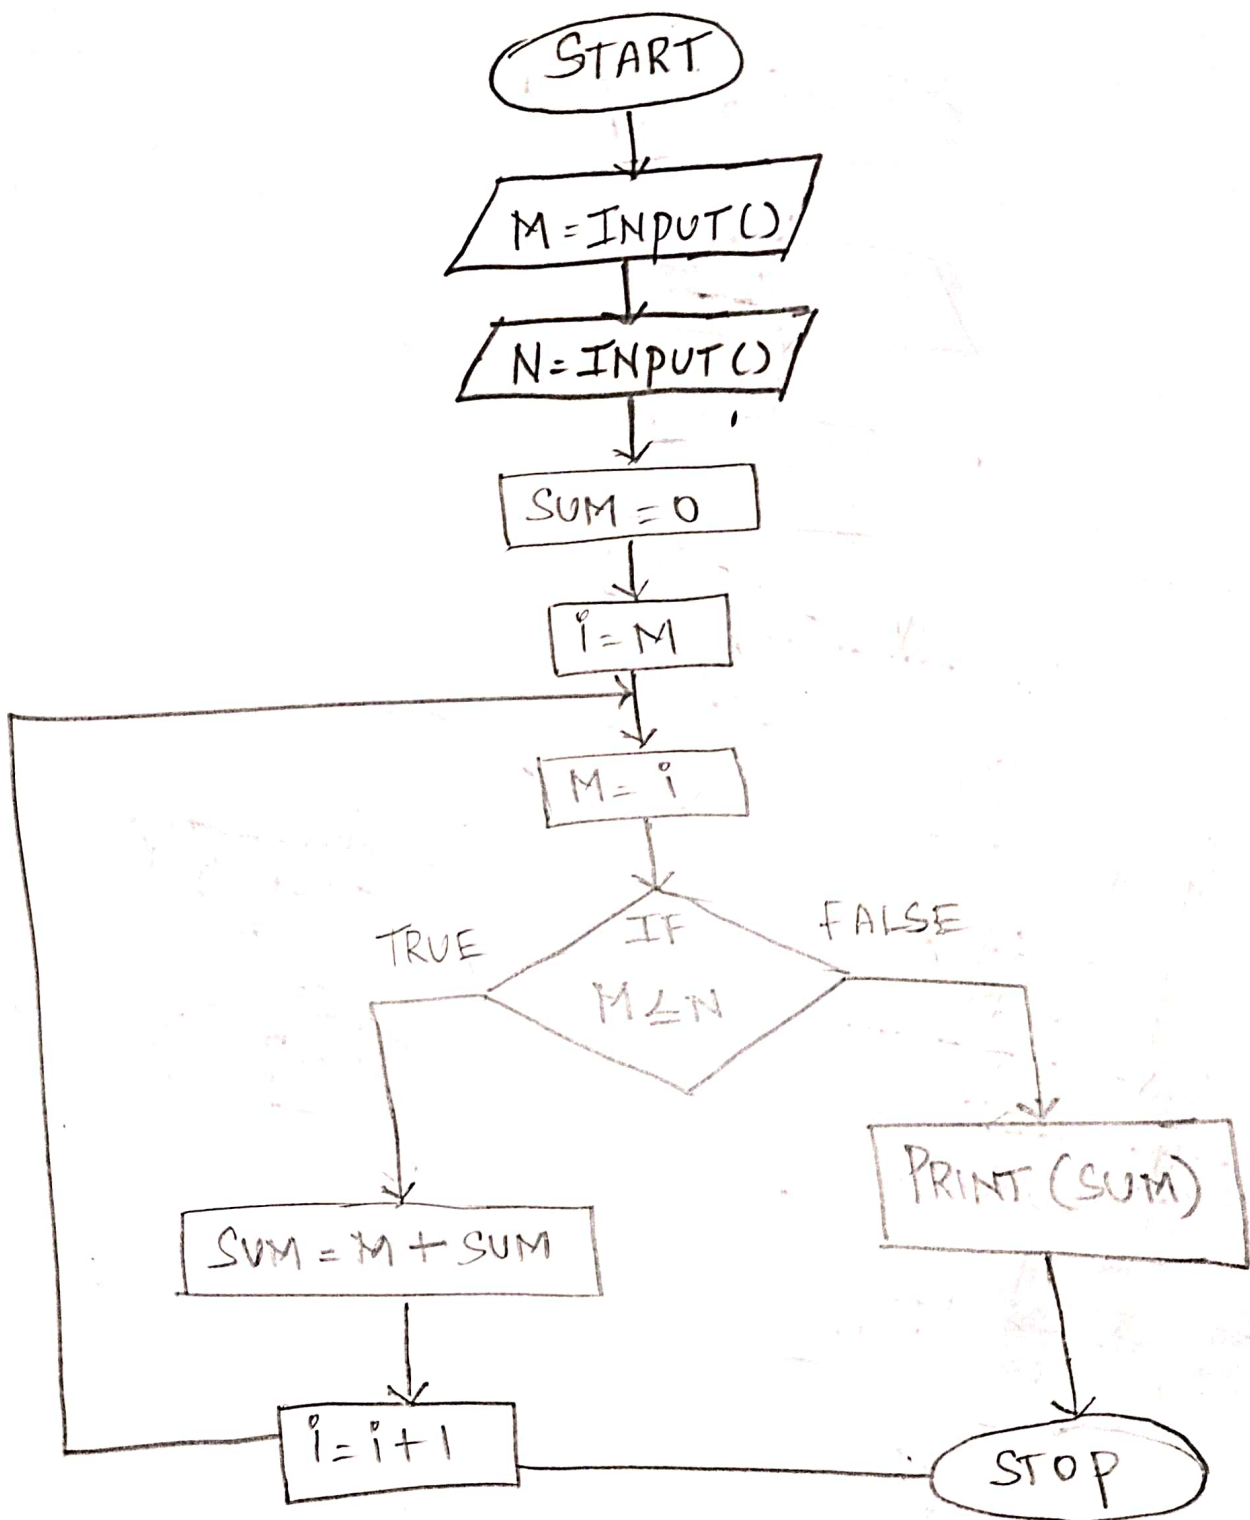 START
M=INPUT()
N=INPUT()
SUM=0
i=M
M=i
TRUE
FALSE
IF
M≤N
SUM=M+SUM
PRINT(SUM)
i=i+1
STOP